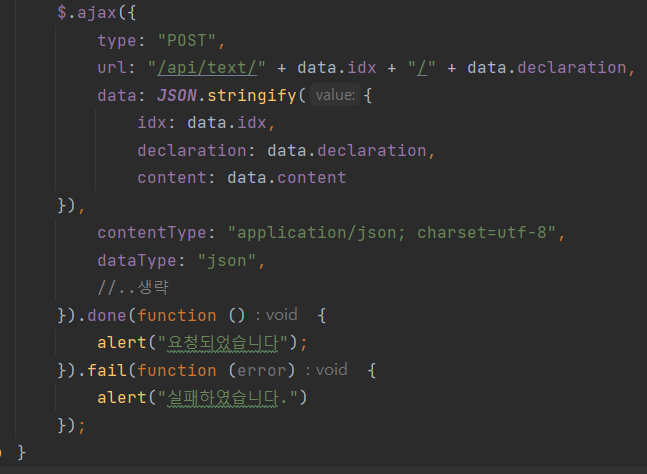 $.ajax({
type: "POST",
url: "/api/text/" + data.idx + "/" + data.declaration,
data: JSON.stringify( value: {
idx: data.idx,
declaration: data.declaration,
content: data.content
}),
contentType: "application/json; charset=utf-8",
dataType: "json",
//..생략
}).done(function () : void {
alert("요청되었습니다");
}).fail(function (error) : void {
alert("실패하였습니다.")
});
}